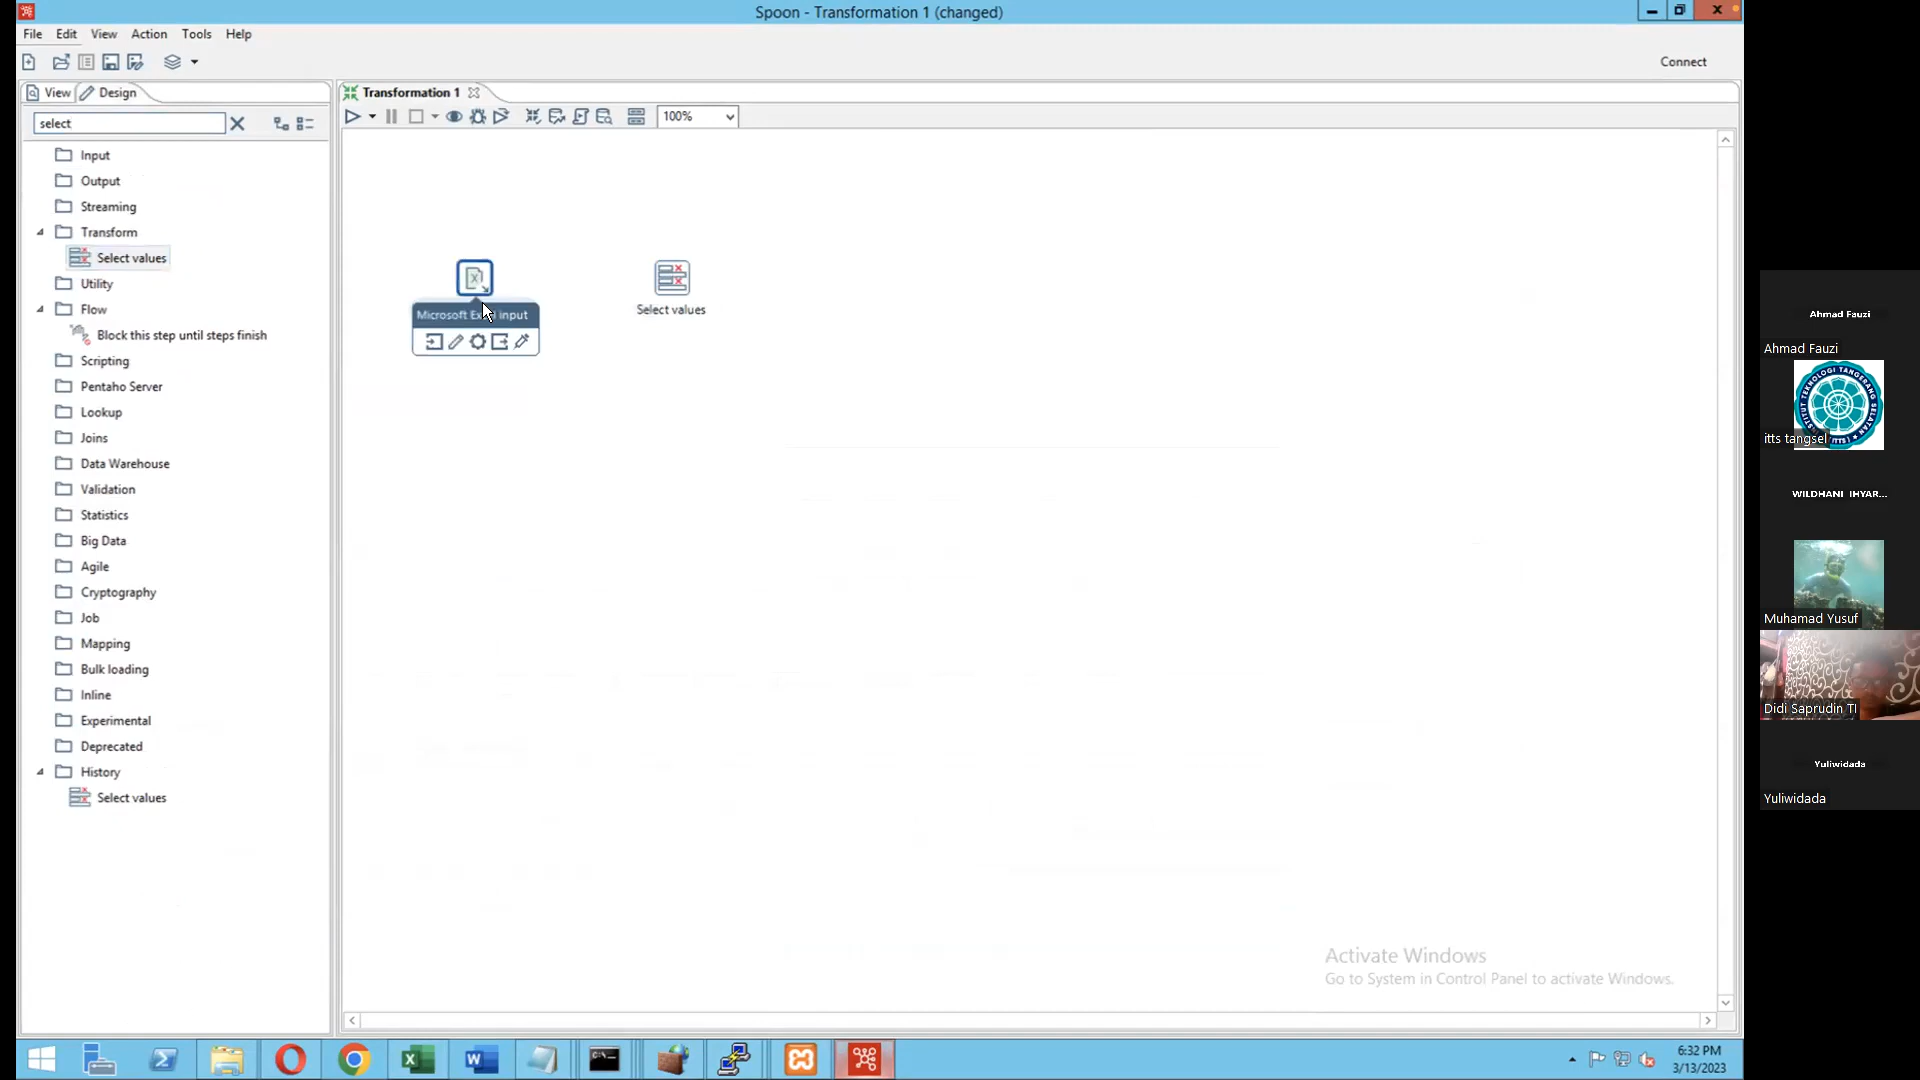 Spoon - Transformation 1 (changed)
File Edit View Action Tools Help
Connect
View Design
select
Input
Output
Streaming
Transform
Select values
Utility
Flow
Block this step until steps finish
Scripting
Pentaho Server
Lookup
Joins
Data Warehouse
Validation
Statistics
Big Data
Agile
Cryptography
Job
Mapping
Bulk loading
Inline
Experimental
Deprecated
History
Select values
Transformation 1
100%
Microsoft Excel input
Select values
Activate Windows
Go to System in Control Panel to activate Windows.
6:32 PM
3/13/2023
Ahmad Fauzi
Ahmad Fauzi
itts tangsel
WILDHANI IHYAR...
Muhamad Yusuf
Didi Saprudin TI
Yuliwidada
Yuliwidada